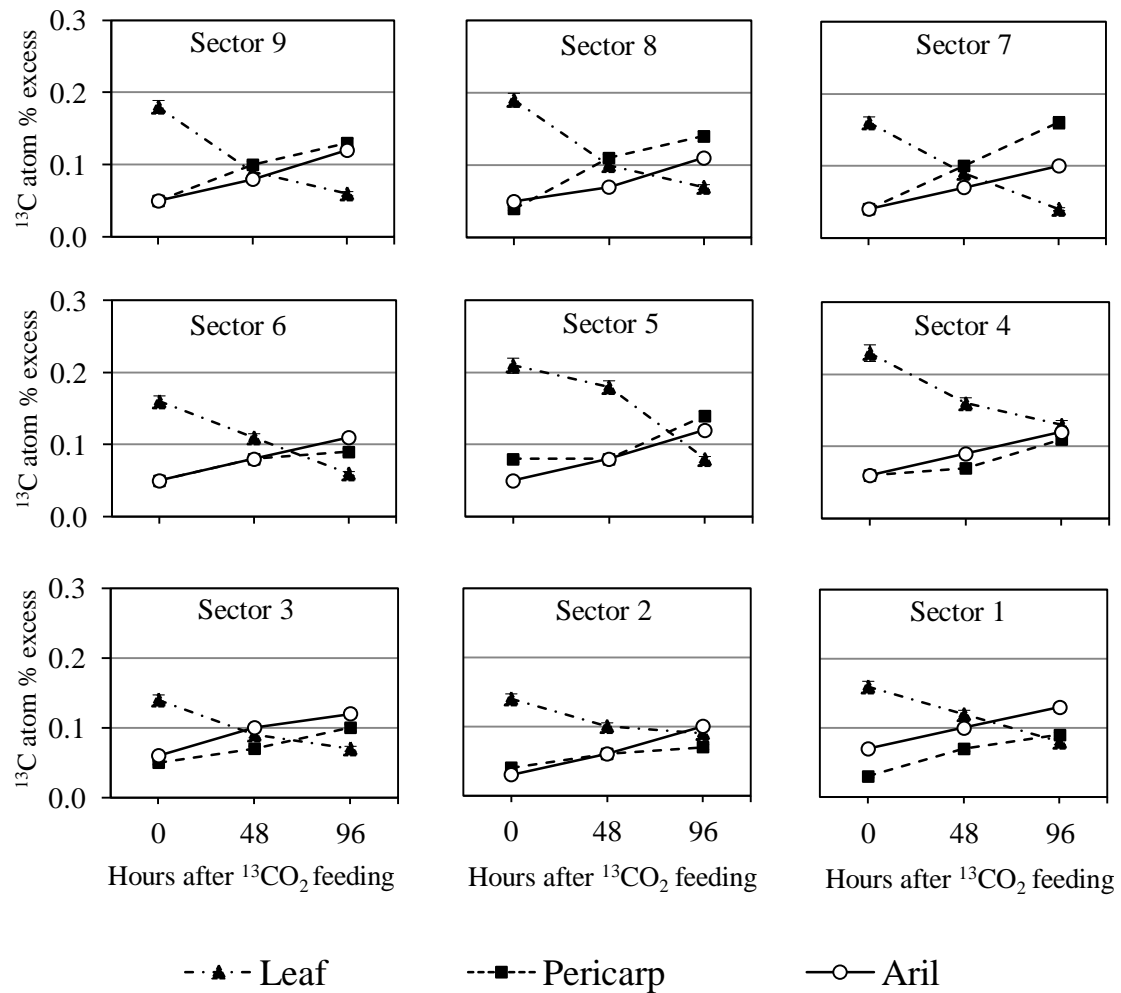 0.3
0.2
0.1
0.0
¹³C atom % excess
Sector 9
Sector 8
Sector 7
0.3
0.2
0.1
0.0
¹³C atom % excess
Sector 6
Sector 5
Sector 4
0.3
0.2
0.1
0.0
¹³C atom % excess
Sector 3
Sector 2
Sector 1
0 48 96
0 48 96
0 48 96
Hours after ¹³CO₂ feeding
Hours after ¹³CO₂ feeding
Hours after ¹³CO₂ feeding
Leaf
Pericarp
Aril